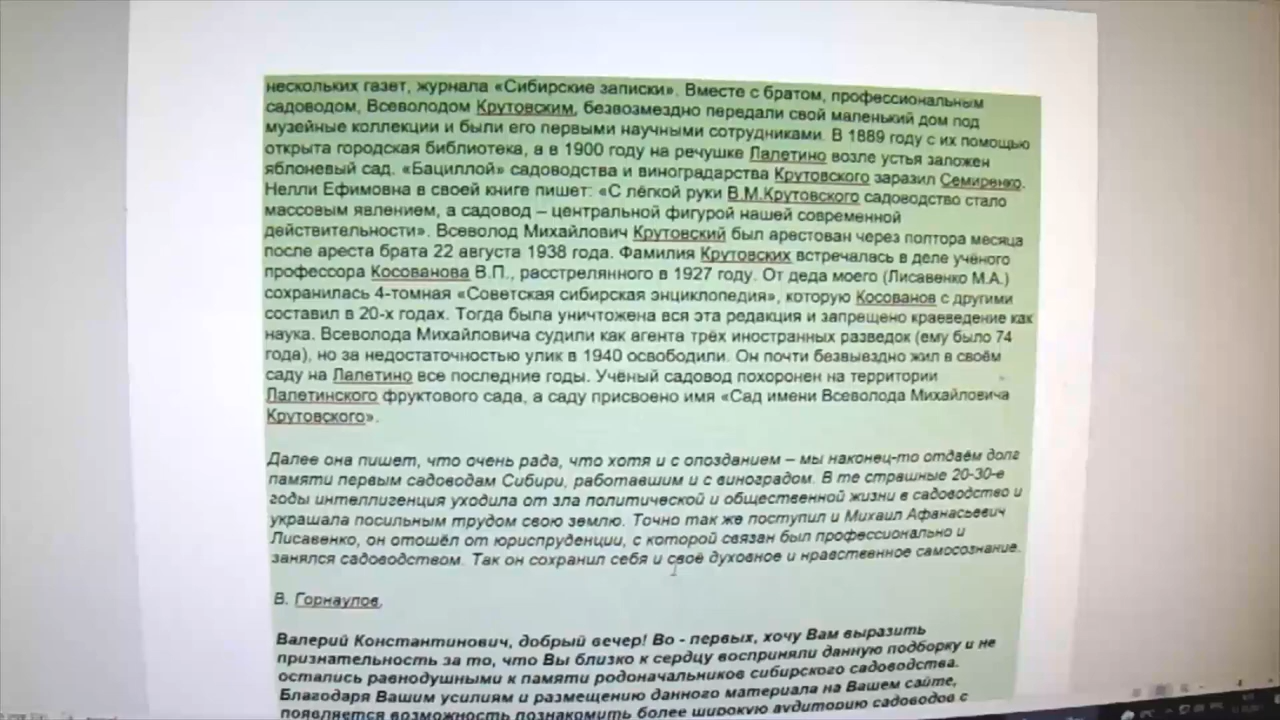 нескольких газет, журнала «Сибирские записки». Вместе с братом, профессиональным
садоводом, Всеволодом Крутовским, безвозмездно передали свой маленький дом под
музейные коллекции и были его первыми научными сотрудниками. В 1889 году с их помощью
открыта городская библиотека, а в 1900 году на речушке Лалетино возле устья заложен
яблоневый сад. «Бациллой» садоводства и виноградарства Крутовского заразил Семиренко.
Нелли Ефимовна в своей книге пишет: «С лёгкой руки В.М.Крутовского садоводство стало
массовым явлением, а садовод – центральной фигурой нашей современной
действительности». Всеволод Михайлович Крутовский был арестован через полтора месяца
после ареста брата 22 августа 1938 года. Фамилия Крутовских встречалась в деле учёного
профессора Косованова В.П., расстрелянного в 1927 году. От деда моего (Лисавенко М.А.)
сохранилась 4-томная «Советская сибирская энциклопедия», которую Косованов с другими
составил в 20-х годах. Тогда была уничтожена вся эта редакция и запрещено краеведение как
наука. Всеволода Михайловича судили как агента трёх иностранных разведок (ему было 74
года), но за недостаточностью улик в 1940 освободили. Он почти безвыездно жил в своём
саду на Лалетино все последние годы. Учёный садовод похоронен на территории
Лалетинского фруктового сада, а саду присвоено имя «Сад имени Всеволода Михайловича
Крутовского».
Далее она пишет, что очень рада, что хотя и с опозданием – мы наконец-то отдаём долг
памяти первым садоводам Сибири, работавшим и с виноградом. В те страшные 20-30-е
годы интеллигенция уходила от зла политической и общественной жизни в садоводство и
украшала посильным трудом свою землю. Точно так же поступил и Михаил Афанасьевич
Лисавенко, он отошёл от юриспруденции, с которой связан был профессионально и
занялся садоводством. Так он сохранил себя и своё духовное и нравственное самосознание.
В. Горнаулов.
Валерий Константинович, добрый вечер! Во - первых, хочу Вам выразить
признательность за то, что Вы близко к сердцу восприняли данную подборку и не
остались равнодушными к памяти родоначальников сибирского садоводства.
Благодаря Вашим усилиям и размещению данного материала на Вашем сайте,
появляется возможность познакомить более широкую аудиторию садоводов с